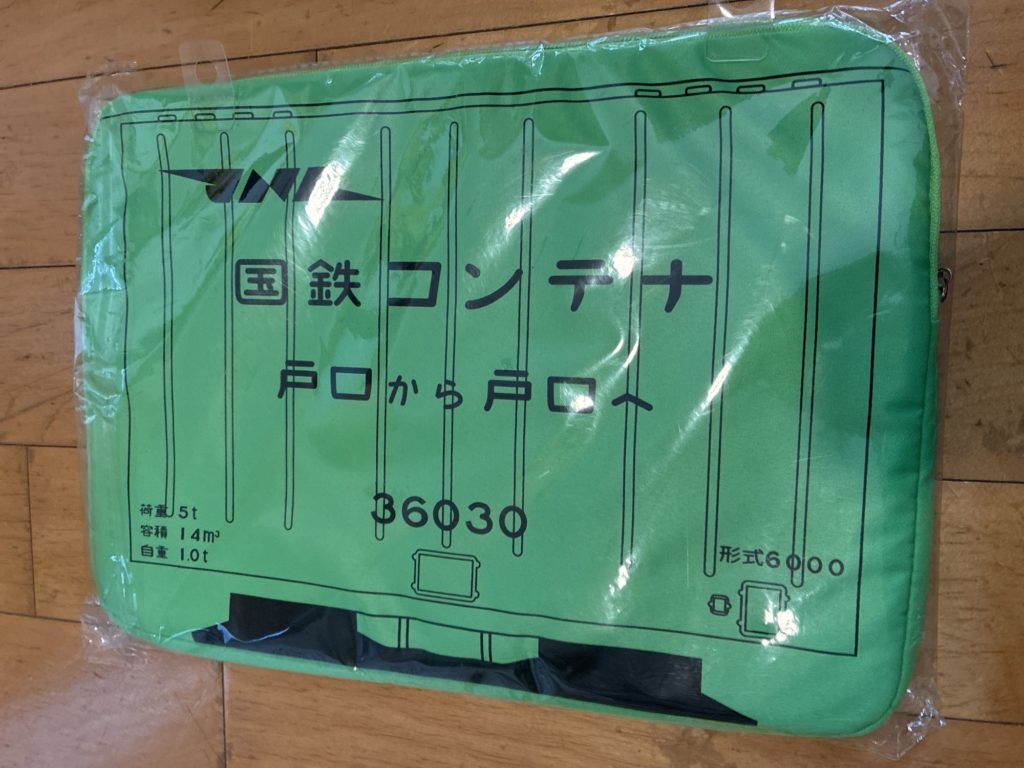 JNR
国鉄コンテナ
戸口から戸口へ
36030
荷重 5t
容積 14m³
自重 1.0t
形式6000